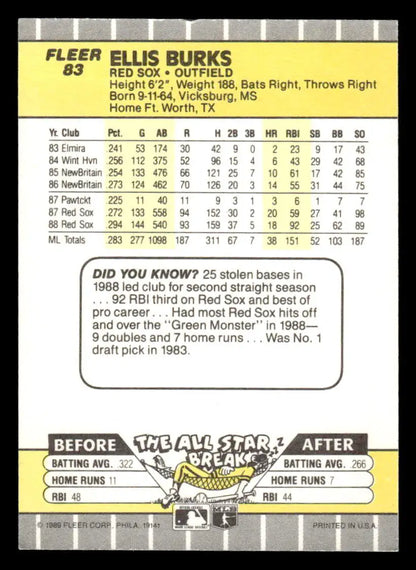 FLEER
83
ELLIS BURKS
RED SOX • OUTFIELD
Height 6'2", Weight 188, Bats Right, Throws Right
Born 9-11-64, Vicksburg, MS
Home Ft. Worth, TX
Yr. Club Pct. G AB R H 2B 3B HR RBI SB BB SO
83 Elmira .241 53 174 30 42 9 0 2 23 9 17 43
84 Wint Hvn .256 112 375 52 96 15 4 6 43 29 42 68
85 NewBritain .254 133 476 66 121 25 7 10 61 17 42 85
86 NewBritain .273 124 462 70 126 20 3 14 55 31 44 75
87 Pawtckt .225 11 40 11 9 3 1 3 6 1 7 7
87 Red Sox .272 133 558 94 152 30 2 20 59 27 41 98
88 Red Sox .294 144 540 93 159 37 5 18 92 25 62 89
ML Totals .283 277 1098 187 311 67 7 38 151 52 103 187
DID YOU KNOW? 25 stolen bases in
1988 led club for second straight season
. . . 92 RBI third on Red Sox and best of
pro career . . . Had most Red Sox hits off
and over the "Green Monster" in 1988—
9 doubles and 7 home runs . . . Was No. 1
draft pick in 1983.
THE ALL STAR
BREAK
BEFORE
BATTING AVG. .322
HOME RUNS 11
RBI 48
AFTER
BATTING AVG. .266
HOME RUNS 7
RBI 44
© 1989 FLEER CORP., PHILA. 19141
PRINTED IN U.S.A.